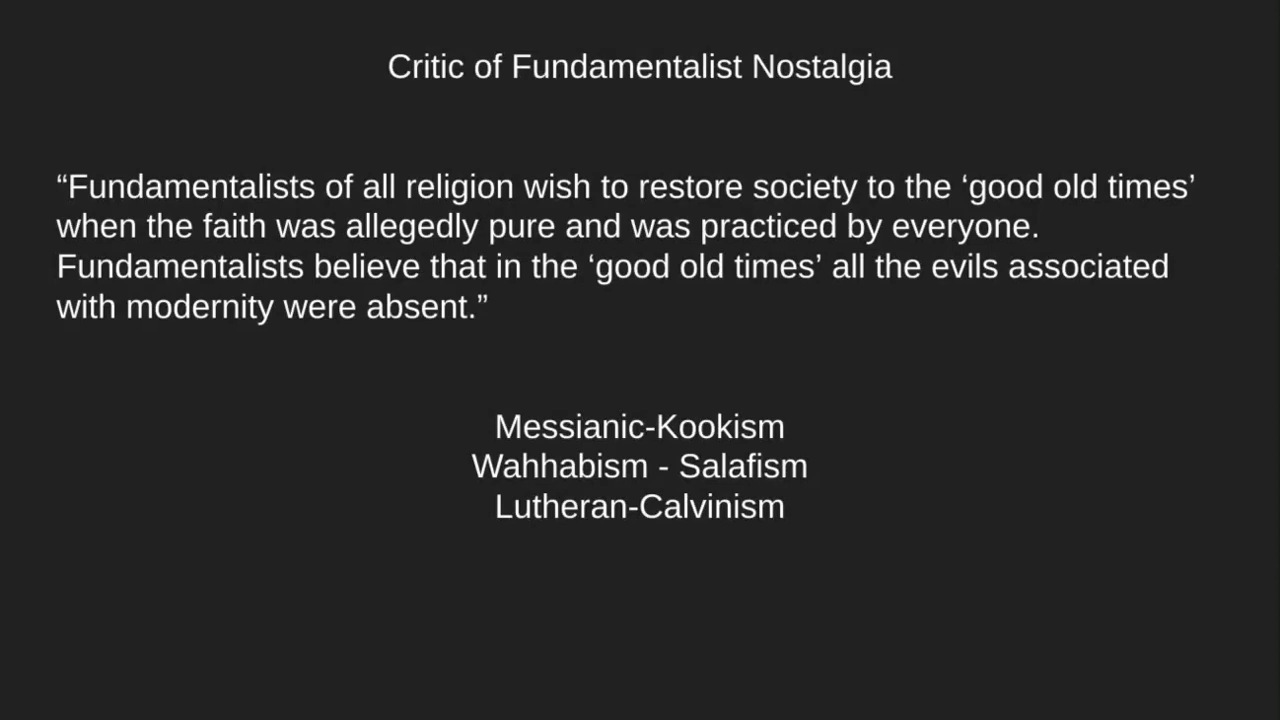 Critic of Fundamentalist Nostalgia
“Fundamentalists of all religion wish to restore society to the ‘good old times’
when the faith was allegedly pure and was practiced by everyone.
Fundamentalists believe that in the ‘good old times’ all the evils associated
with modernity were absent.”
Messianic-Kookism
Wahhabism - Salafism
Lutheran-Calvinism